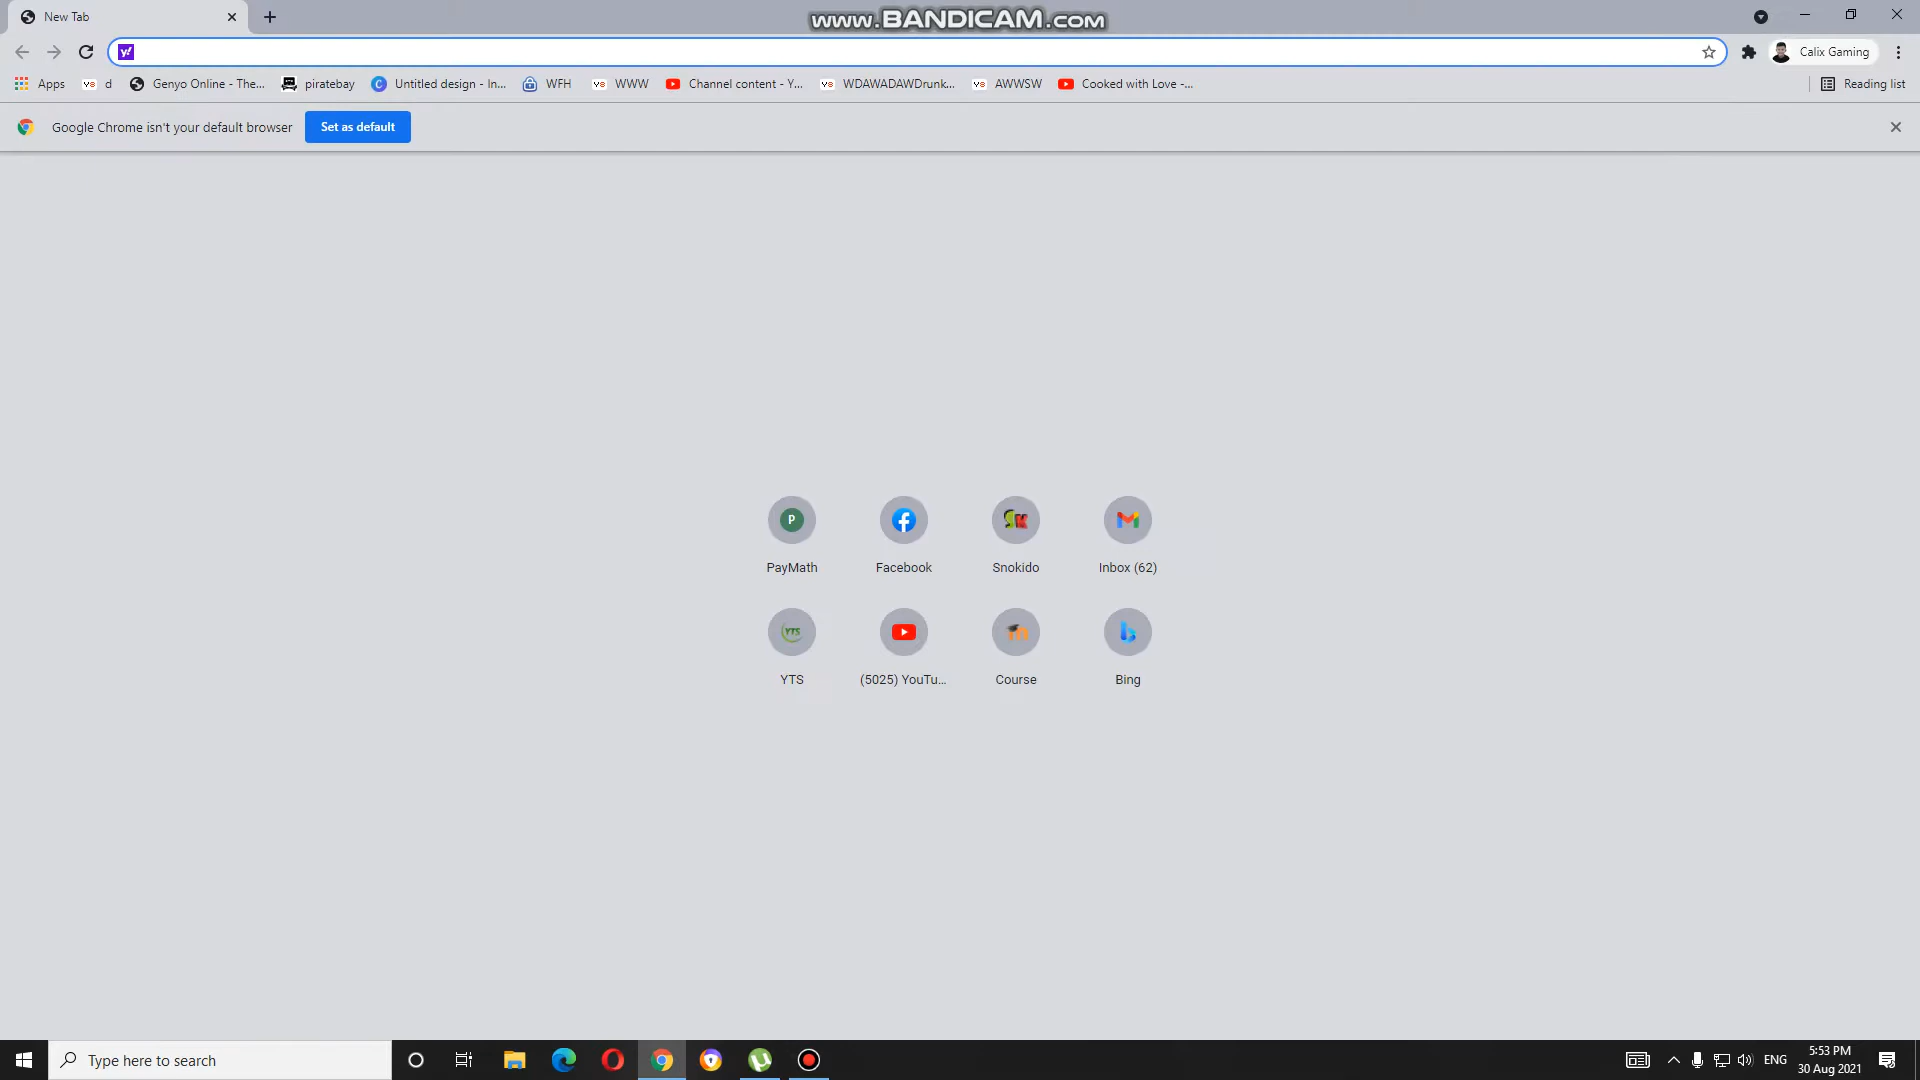 New Tab
www.BANDICAM.com
y!
Calix Gaming
Apps
d
Genyo Online - The...
piratebay
Untitled design - In...
WFH
WWW
Channel content - Y...
WDAWADAWDrunk...
AWWSW
Cooked with Love -...
Reading list
Google Chrome isn't your default browser
Set as default
P
PayMath
Facebook
SK
Snokido
Inbox (62)
YTS
YTS
(5025) YouTu...
Course
Bing
Type here to search
ENG
5:53 PM
30 Aug 2021